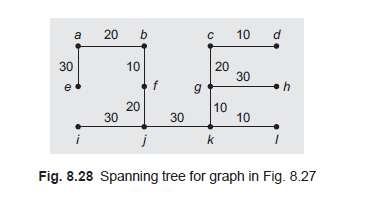 a 20 b c 10 d
30 10 20 30
e f g h
20 10
30 30 10
i j k l
Fig. 8.28 Spanning tree for graph in Fig. 8.27